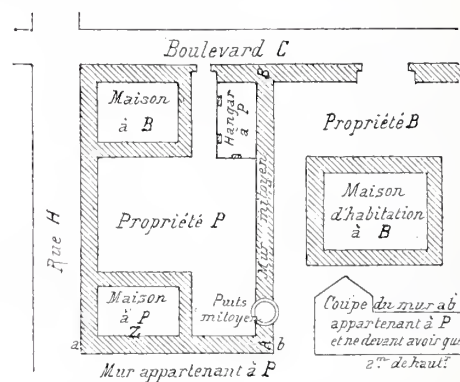 Boulevard C
Maison
à B
Hangar
à P
B
Propriété B
Rue H
Propriété P
Mur mitoyen
Maison
d'habitation
à B
Maison
à P
Z
Puits
mitoyen
a
A
b
Mur appartenant à P
Coupe du mur ab
appartenant à P
et ne devant avoir que
2m de hautr